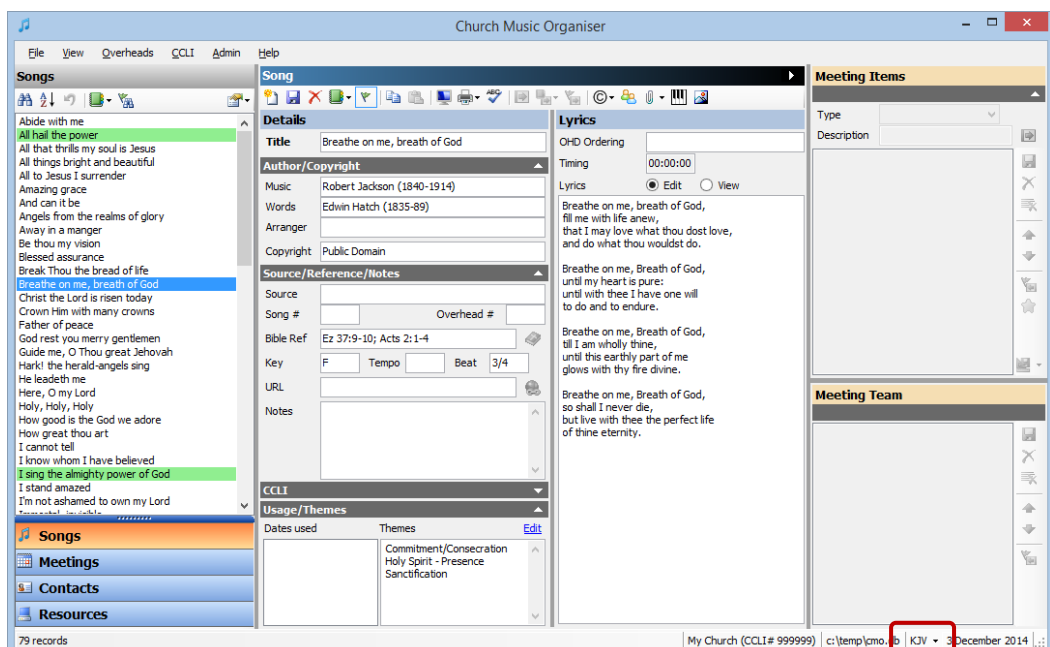 Church Music Organiser
File View Overheads CCLI Admin Help
Songs
Abide with me
All hail the power
All that thrills my soul is Jesus
All things bright and beautiful
All to Jesus I surrender
Amazing grace
And can it be
Angels from the realms of glory
Away in a manger
Be thou my vision
Blessed assurance
Break Thou the bread of life
Breathe on me, breath of God
Christ the Lord is risen today
Crown Him with many crowns
Father of peace
God rest you merry gentlemen
Guide me, O Thou great Jehovah
Hark! the herald-angels sing
He leadeth me
Here, O my Lord
Holy, Holy, Holy
How good is the God we adore
How great thou art
I cannot tell
I know whom I have believed
I sing the almighty power of God
I stand amazed
I'm not ashamed to own my Lord
Songs
Meetings
Contacts
Resources
Song
Details
Title Breathe on me, breath of God
Author/Copyright
Music Robert Jackson (1840-1914)
Words Edwin Hatch (1835-89)
Arranger
Copyright Public Domain
Source/Reference/Notes
Source
Song # Overhead #
Bible Ref Ez 37:9-10; Acts 2:1-4
Key F Tempo Beat 3/4
URL
Notes
CCLI
Usage/Themes
Dates used Themes Edit
Commitment/Consecration
Holy Spirit - Presence
Sanctification
Lyrics
OHD Ordering
Timing 00:00:00
Lyrics Edit View
Breathe on me, breath of God,
fill me with life anew,
that I may love what thou dost love,
and do what thou wouldst do.
Breathe on me, Breath of God,
until my heart is pure:
until with thee I have one will
to do and to endure.
Breathe on me, Breath of God,
till I am wholly thine,
until this earthly part of me
glows with thy fire divine.
Breathe on me, Breath of God,
so shall I never die,
but live with thee the perfect life
of thine eternity.
Meeting Items
Type
Description
Meeting Team
79 records My Church (CCLI# 999999) KJV 3 December 2014